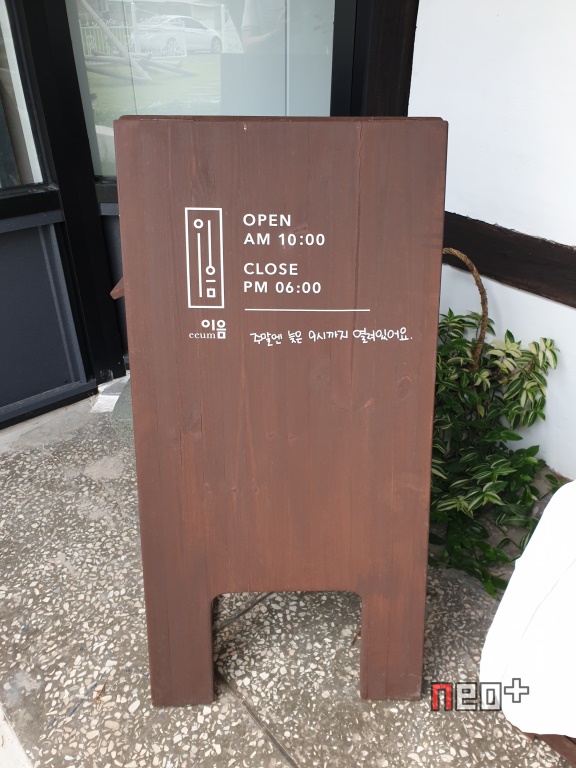 OPEN
AM 10:00
CLOSE
PM 06:00
이음
eeum
주말엔 늦은 9시까지 열려있어요.
neo+